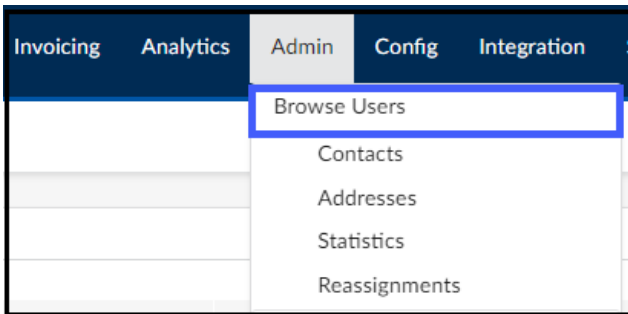 Invoicing Analytics Admin Config Integration
Browse Users
Contacts
Addresses
Statistics
Reassignments